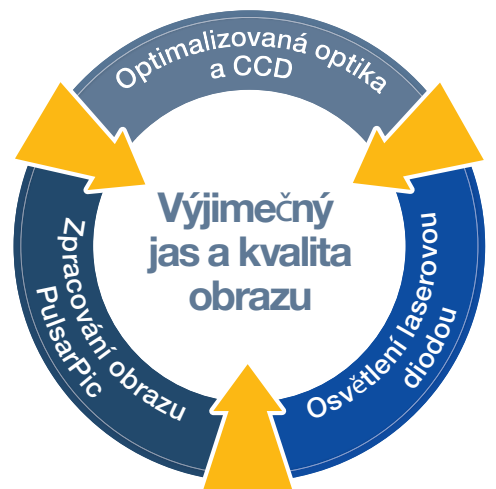 Optimalizovaná optika
a CCD
Výjimečný
jas a kvalita
obrazu
Zpracování obrazu
PulsarPic
Osvětlení laserovou
diodou